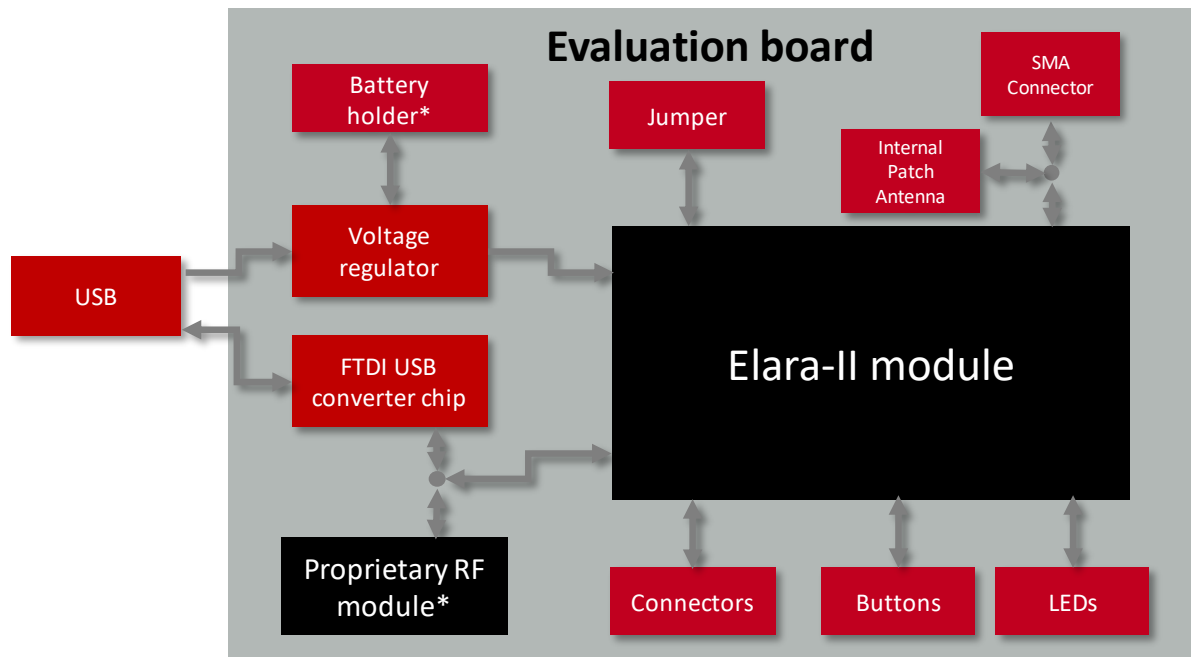 Evaluation board
Battery
holder*
Jumper
SMA
Connector
Internal
Patch
Antenna
Voltage
regulator
USB
FTDI USB
converter chip
Elara-II module
Proprietary RF
module*
Connectors
Buttons
LEDs